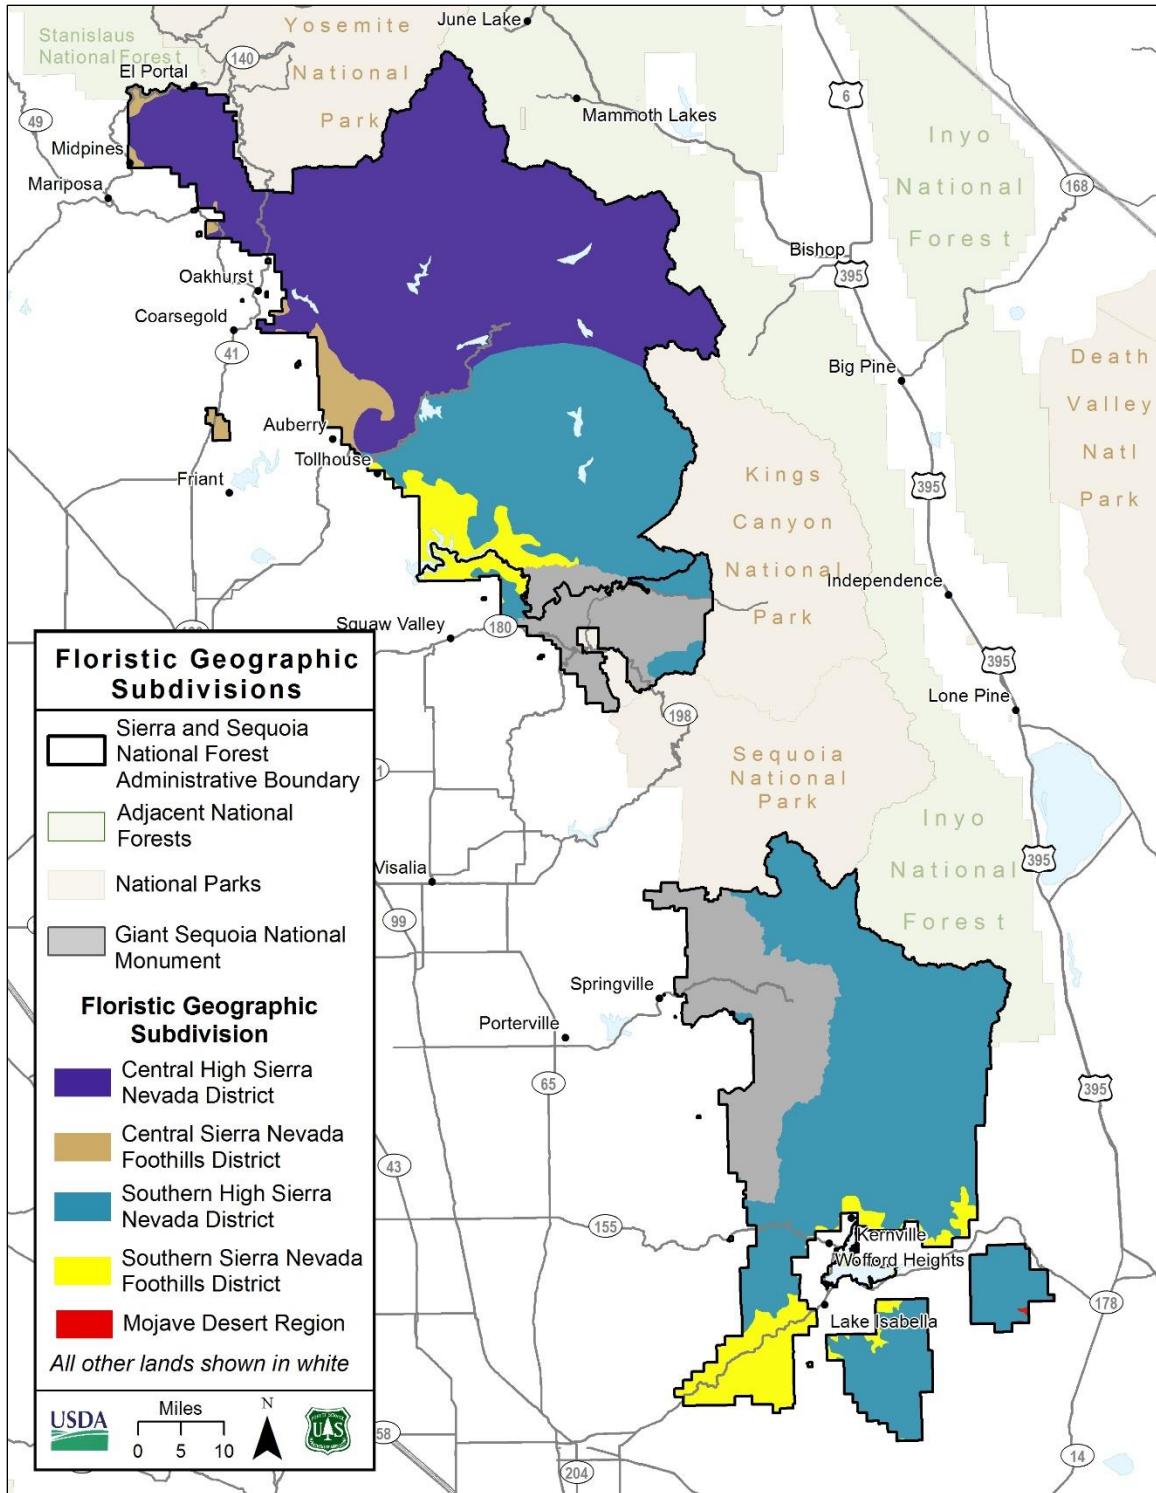 Yosemite
National
Park
June Lake
Stanislaus
National Forest
140
El Portal
6
Mammoth Lakes
49
Inyo
National
Forest
Midpines
168
Mariposa
Bishop
395
Oakhurst
Coarsegold
41
Big Pine
Death
Valley
Natl
Park
Auberry
Tollhouse
Friant
Kings
Canyon
National
Park
395
Independence
Squaw Valley
180
395
Lone Pine
198
Sequoia
National
Park
Inyo
National
Forest
395
Visalia
99
Springville
Porterville
65
395
43
155
Kernville
Wofford Heights
178
Lake Isabella
58
204
14
Floristic Geographic
Subdivisions
Sierra and Sequoia
National Forest
Administrative Boundary
Adjacent National
Forests
National Parks
Giant Sequoia National
Monument
Floristic Geographic
Subdivision
Central High Sierra
Nevada District
Central Sierra Nevada
Foothills District
Southern High Sierra
Nevada District
Southern Sierra Nevada
Foothills District
Mojave Desert Region
All other lands shown in white
USDA
Miles
0 5 10
N
U S